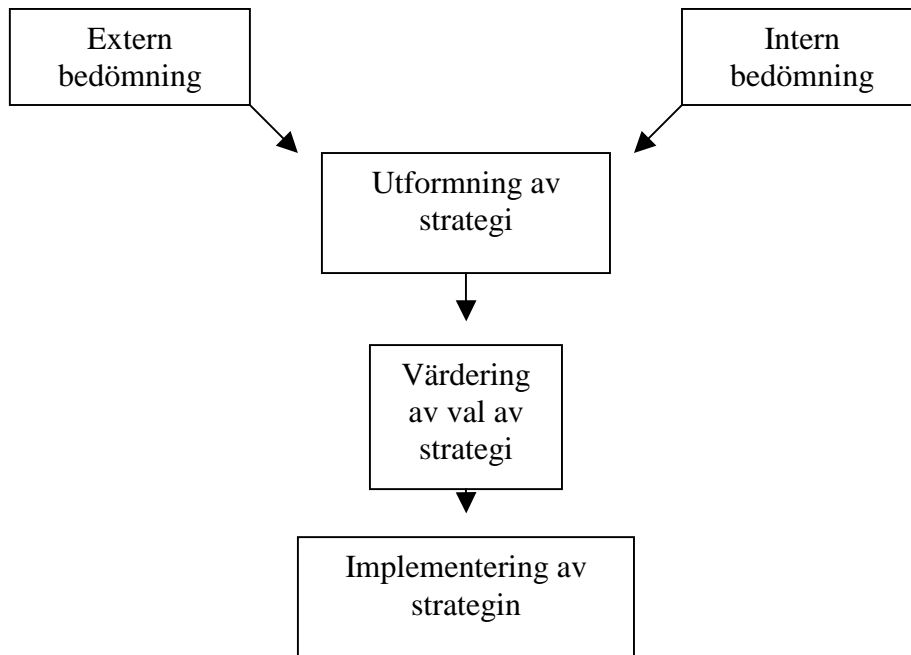 Extern
bedömning
Intern
bedömning
Utformning av
strategi
Värdering
av val av
strategi
Implementering av
strategin